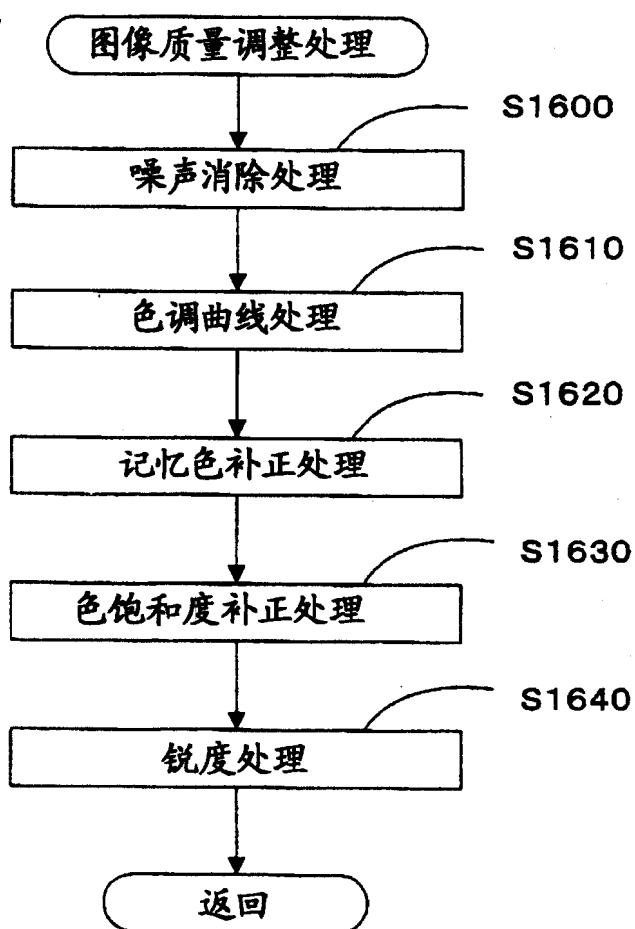 图像质量调整处理
S1600
噪声消除处理
S1610
色调曲线处理
S1620
记忆色补正处理
S1630
色饱和度补正处理
S1640
锐度处理
返回